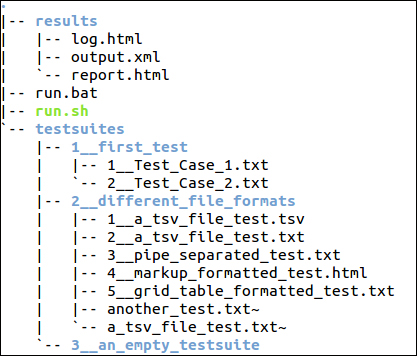 .
|-- results
|   |-- log.html
|   |-- output.xml
|   `-- report.html
|-- run.bat
|-- run.sh
`-- testsuites
    |-- 1__first_test
    |   |-- 1__Test_Case_1.txt
    |   `-- 2__Test_Case_2.txt
    |-- 2__different_file_formats
    |   |-- 1__a_tsv_file_test.tsv
    |   |-- 2__a_tsv_file_test.txt
    |   |-- 3__pipe_separated_test.txt
    |   |-- 4__markup_formatted_test.html
    |   |-- 5__grid_table_formatted_test.txt
    |   |-- another_test.txt~
    |   `-- a_tsv_file_test.txt~
    `-- 3__an_empty_testsuite